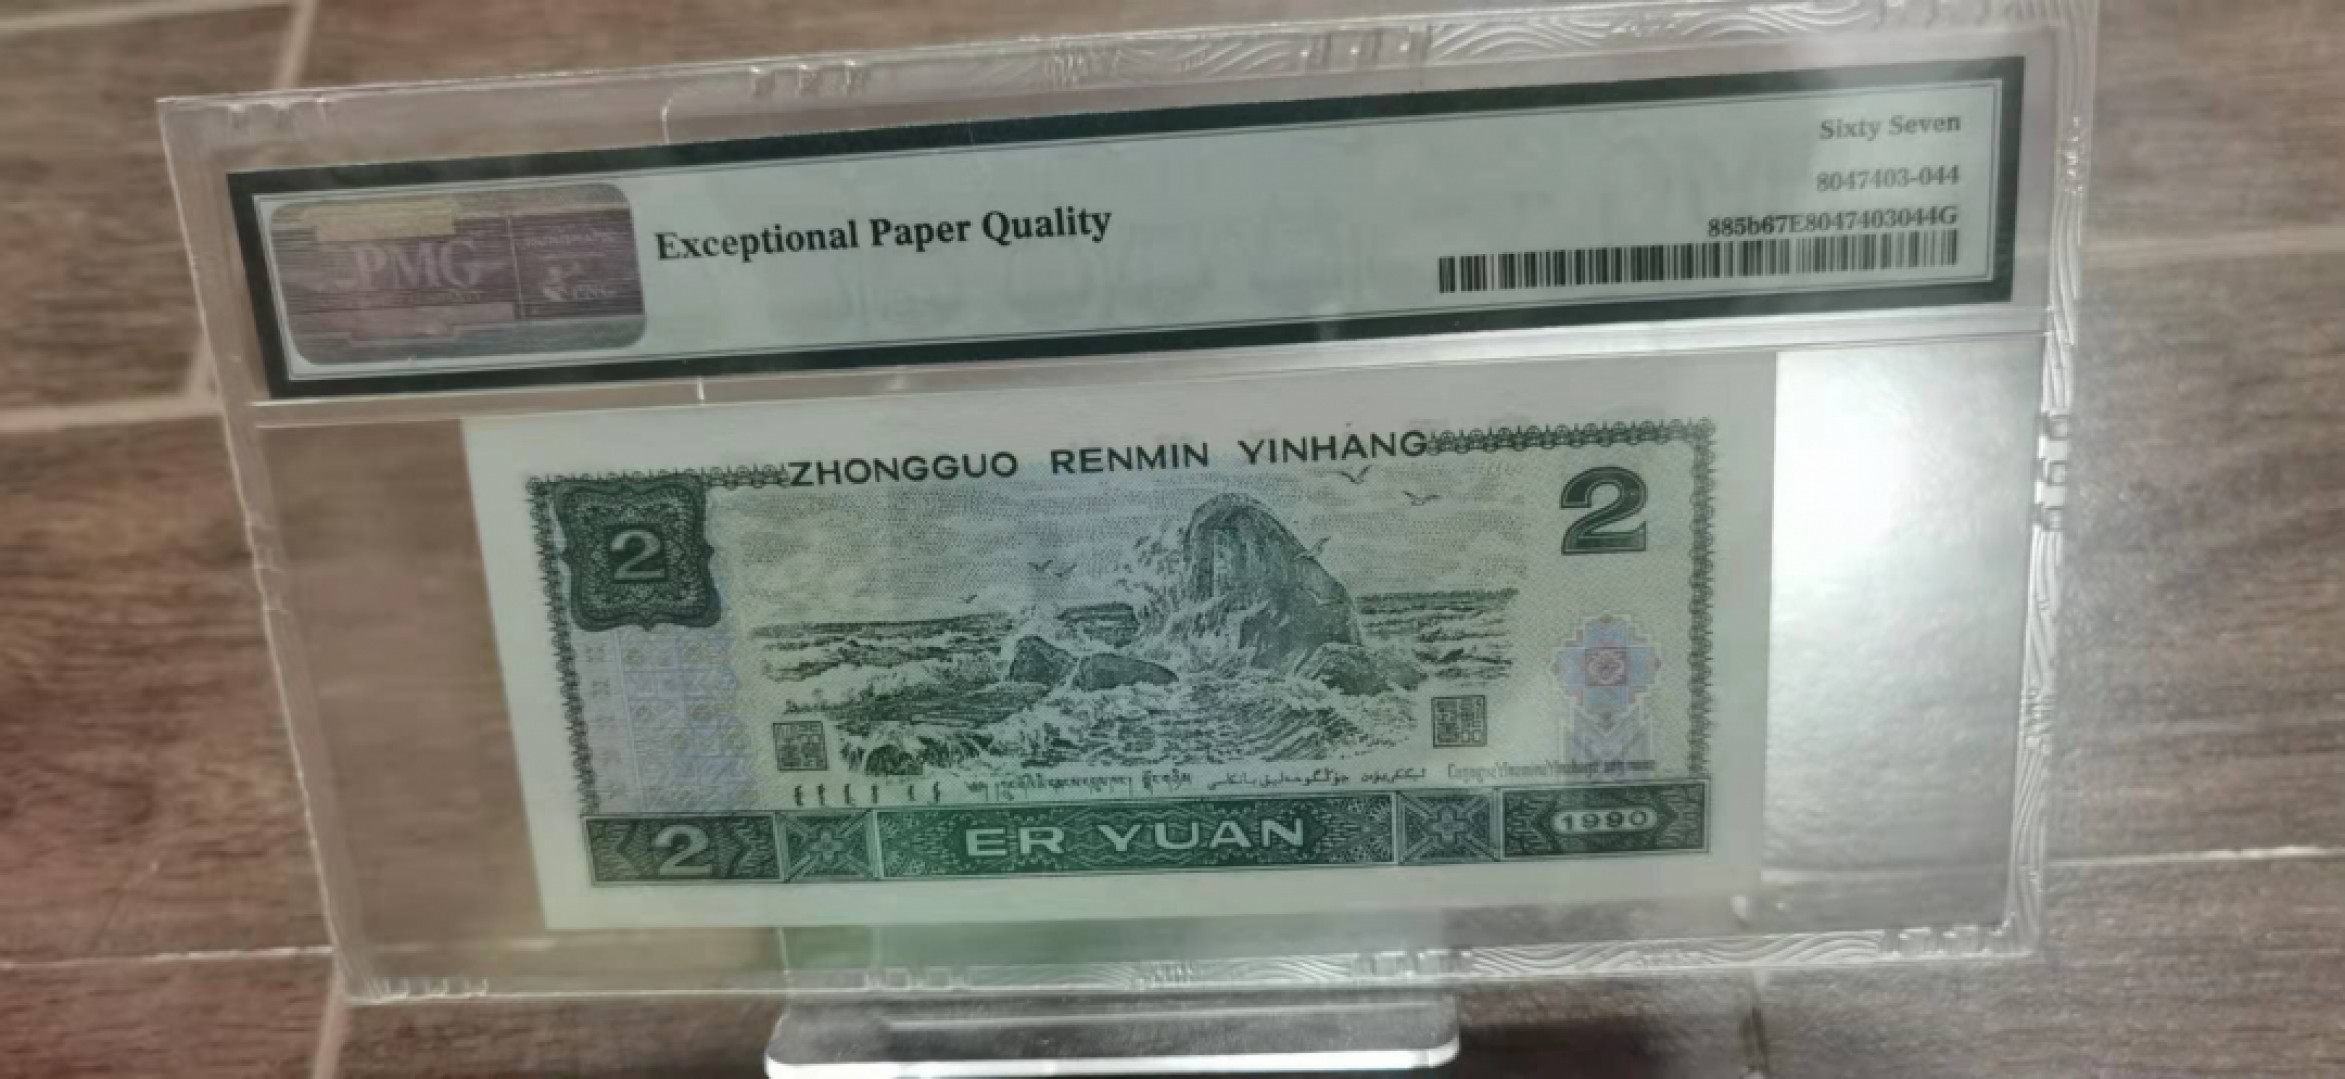 Sixty Seven
8047403-044
PMG
Exceptional Paper Quality
885b67E8047403044G
ZHONGGUO RENMIN YINHANG
2
2
2
ER YUAN
1990